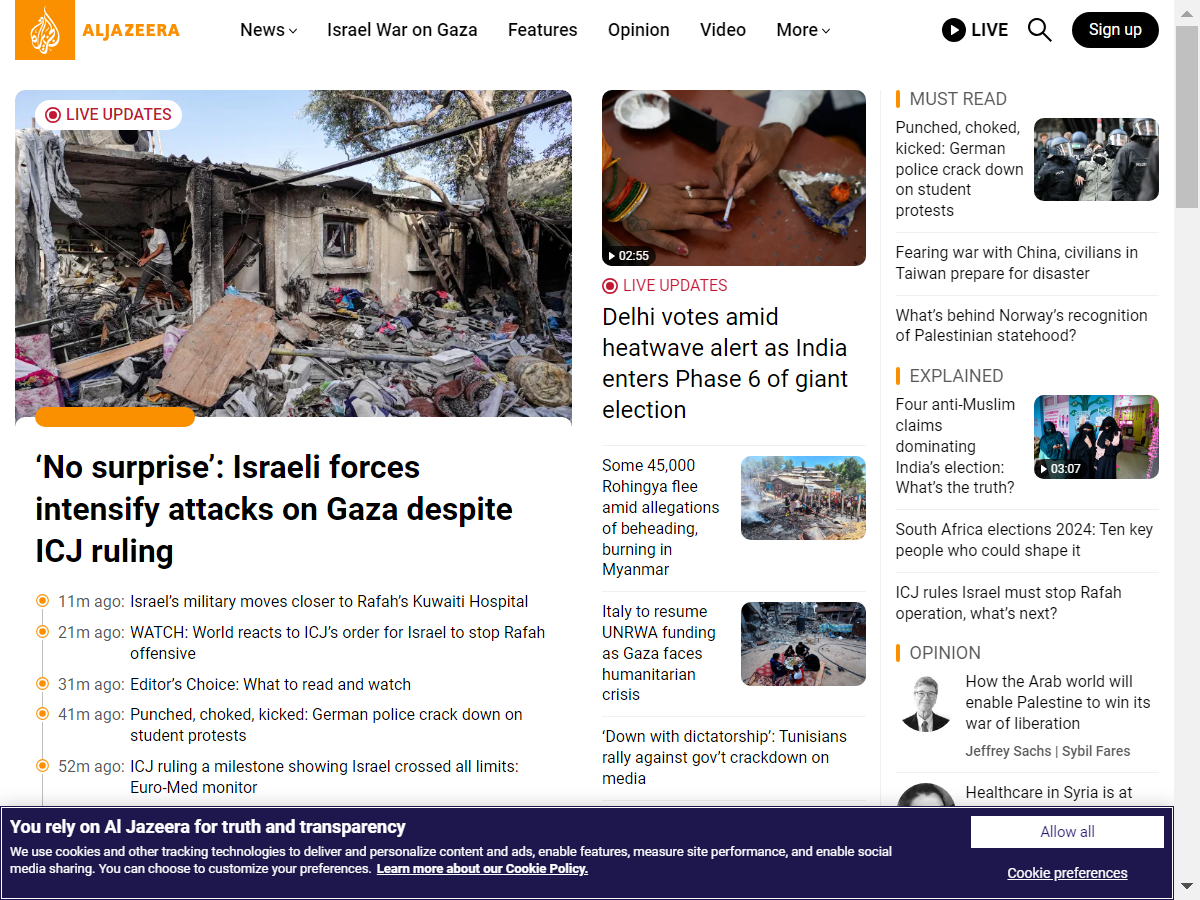 ALJAZEERA
News
Israel War on Gaza
Features
Opinion
Video
More
LIVE
Sign up
LIVE UPDATES
‘No surprise’: Israeli forces
intensify attacks on Gaza despite
ICJ ruling
11m ago: Israel’s military moves closer to Rafah’s Kuwaiti Hospital
21m ago: WATCH: World reacts to ICJ’s order for Israel to stop Rafah
offensive
31m ago: Editor’s Choice: What to read and watch
41m ago: Punched, choked, kicked: German police crack down on
student protests
52m ago: ICJ ruling a milestone showing Israel crossed all limits:
Euro-Med monitor
02:55
LIVE UPDATES
Delhi votes amid
heatwave alert as India
enters Phase 6 of giant
election
Some 45,000
Rohingya flee
amid allegations
of beheading,
burning in
Myanmar
Italy to resume
UNRWA funding
as Gaza faces
humanitarian
crisis
‘Down with dictatorship’: Tunisians
rally against gov’t crackdown on
media
MUST READ
Punched, choked,
kicked: German
police crack down
on student
protests
Fearing war with China, civilians in
Taiwan prepare for disaster
What’s behind Norway’s recognition
of Palestinian statehood?
EXPLAINED
Four anti-Muslim
claims
dominating
India’s election:
What’s the truth?
03:07
South Africa elections 2024: Ten key
people who could shape it
ICJ rules Israel must stop Rafah
operation, what’s next?
OPINION
How the Arab world will
enable Palestine to win its
war of liberation
Jeffrey Sachs | Sybil Fares
Healthcare in Syria is at
You rely on Al Jazeera for truth and transparency
We use cookies and other tracking technologies to deliver and personalize content and ads, enable features, measure site performance, and enable social
media sharing. You can choose to customize your preferences. Learn more about our Cookie Policy.
Allow all
Cookie preferences